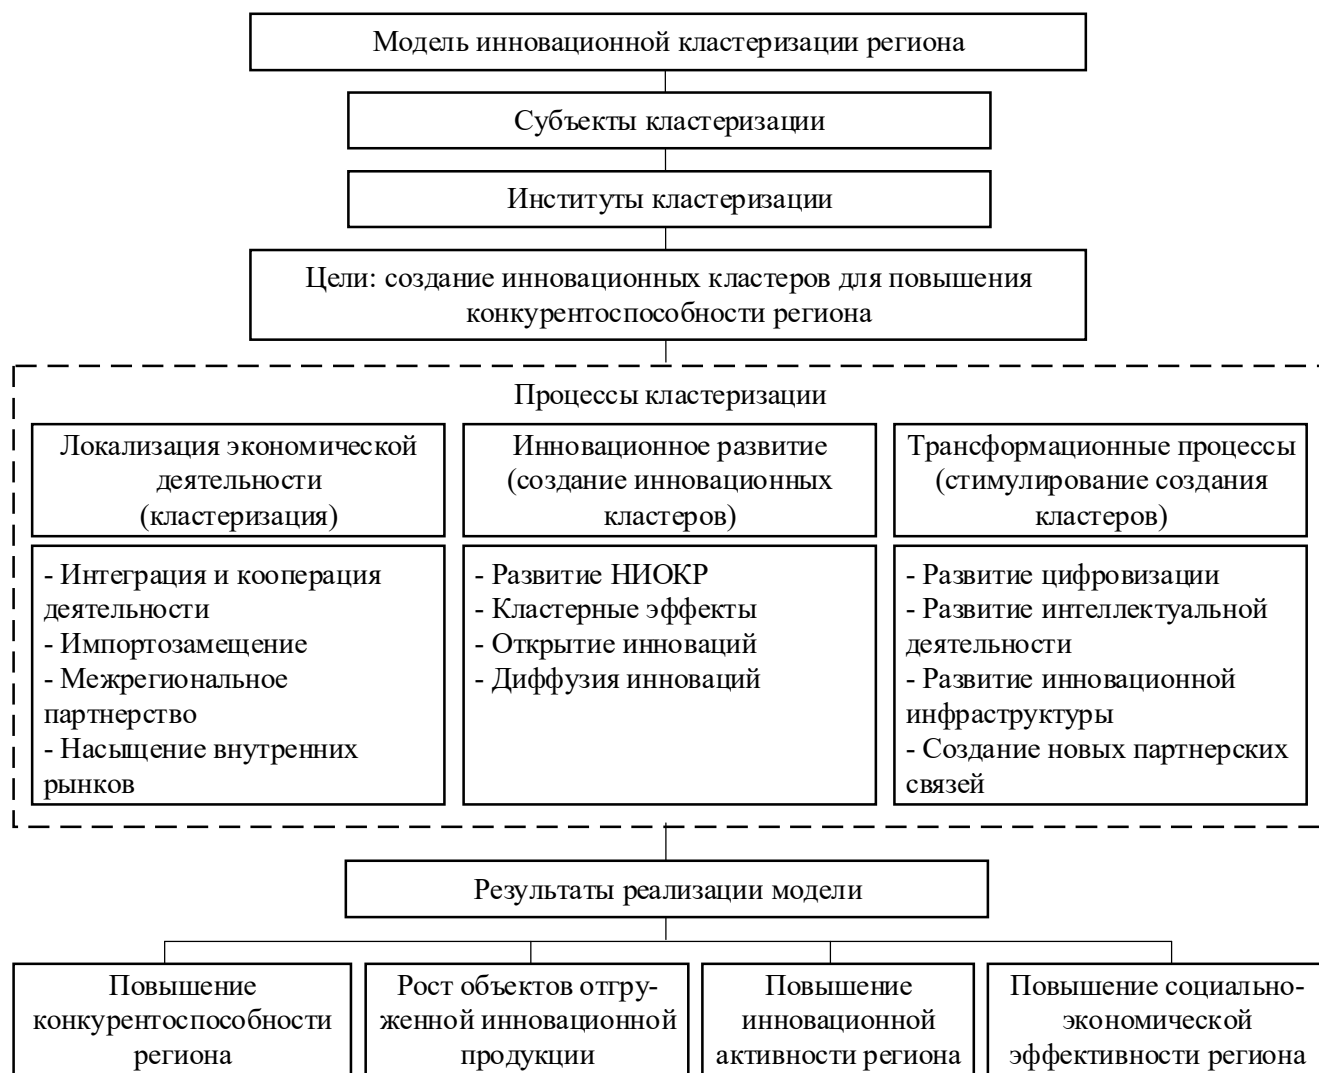 Модель инновационной кластеризации региона
Субъекты кластеризации
Институты кластеризации
Цели: создание инновационных кластеров для повышения
конкурентоспособности региона
Процессы кластеризации
Локализация экономической
деятельности
(кластеризация)
Инновационное развитие
(создание инновационных
кластеров)
Трансформационные процессы
(стимулирование создания
кластеров)
- Интеграция и кооперация
деятельности
- Импортозамещение
- Межрегиональное
партнерство
- Насыщение внутренних
рынков
- Развитие НИОКР
- Кластерные эффекты
- Открытие инноваций
- Диффузия инноваций
- Развитие цифровизации
- Развитие интеллектуальной
деятельности
- Развитие инновационной
инфраструктуры
- Создание новых партнерских
связей
Результаты реализации модели
Повышение
конкурентоспособности
региона
Рост объектов отгру-
женной инновационной
продукции
Повышение
инновационной
активности региона
Повышение социально-
экономической
эффективности региона